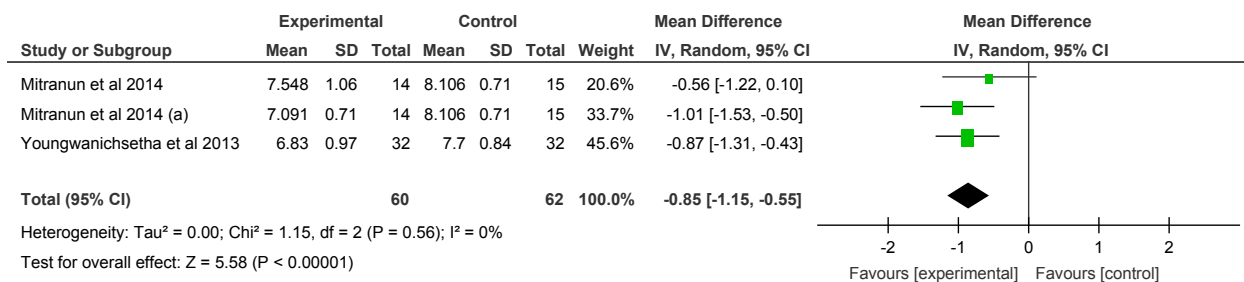 Experimental Control Mean Difference Mean Difference
Study or Subgroup Mean SD Total Mean SD Total Weight IV, Random, 95% CI IV, Random, 95% CI
Mitranun et al 2014 7.548 1.06 14 8.106 0.71 15 20.6% -0.56 [-1.22, 0.10]
Mitranun et al 2014 (a) 7.091 0.71 14 8.106 0.71 15 33.7% -1.01 [-1.53, -0.50]
Youngwanichsetha et al 2013 6.83 0.97 32 7.7 0.84 32 45.6% -0.87 [-1.31, -0.43]
Total (95% CI) 60 62 100.0% -0.85 [-1.15, -0.55]
Heterogeneity: Tau² = 0.00; Chi² = 1.15, df = 2 (P = 0.56); I² = 0%
Test for overall effect: Z = 5.58 (P < 0.00001)
-2 -1 0 1 2
Favours [experimental] Favours [control]